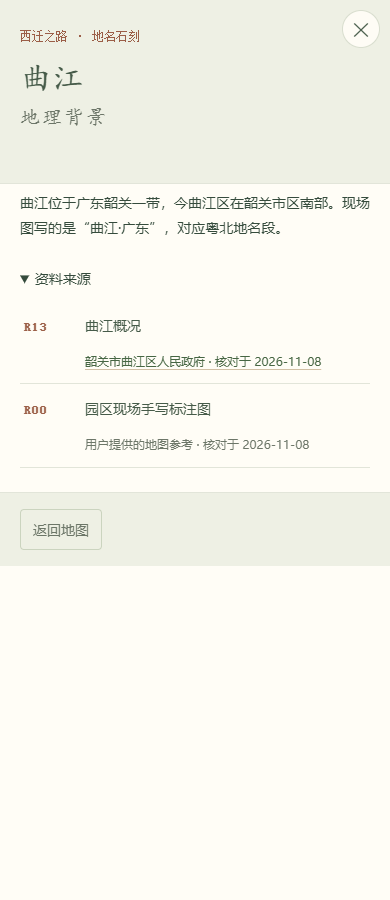 西迁之路 · 地名石刻
曲江
地理背景
曲江位于广东韶关一带，今曲江区在韶关市区南部。现场
图写的是“曲江·广东”，对应粤北地名段。
▼ 资料来源
R13 曲江概况
韶关市曲江区人民政府 · 核对于 2026-11-08
R00 园区现场手写标注图
用户提供的地图参考 · 核对于 2026-11-08
返回地图